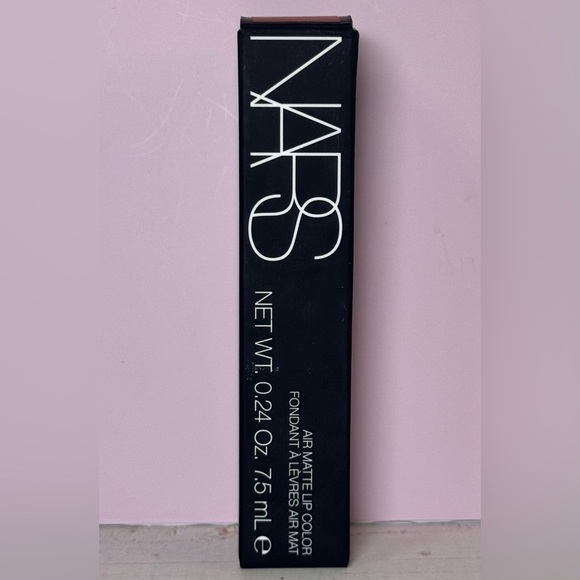 NARS
AIR MATTE LIP COLOR
FONDANT À LÈVRES AIR MAT
NET WT. 0.24 Oz. 7.5 mL ℮